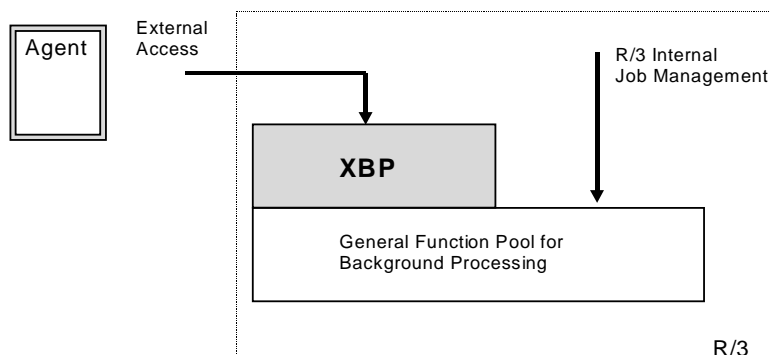 Agent
External
Access
R/3 Internal
Job Management
XBP
General Function Pool for
Background Processing
R/3